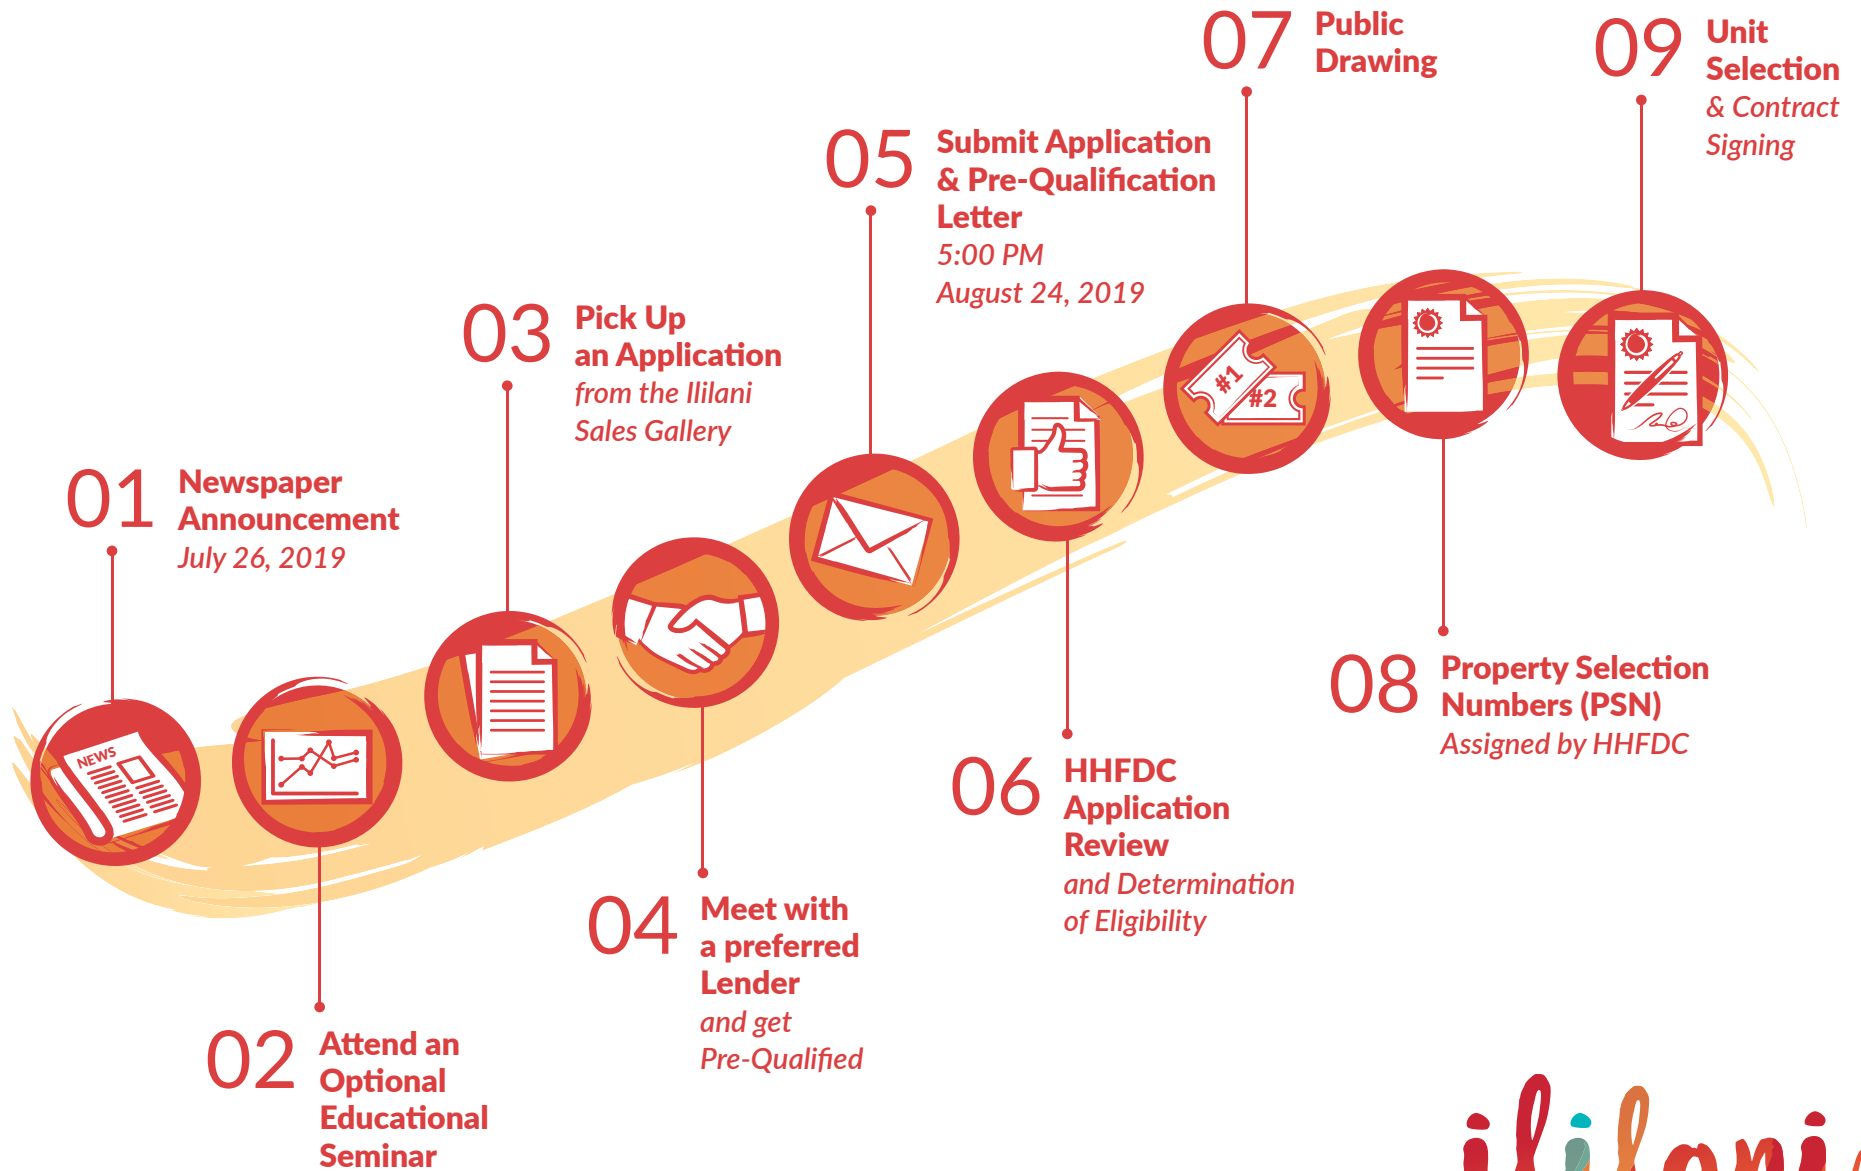 01
Newspaper
Announcement
July 26, 2019
NEWS
02
Attend an
Optional
Educational
Seminar
03
Pick Up
an Application
from the Ililani
Sales Gallery
04
Meet with
a preferred
Lender
and get
Pre-Qualified
05
Submit Application
& Pre-Qualification
Letter
5:00 PM
August 24, 2019
06
HHFDC
Application
Review
and Determination
of Eligibility
07
Public
Drawing
#1
#2
08
Property Selection
Numbers (PSN)
Assigned by HHFDC
09
Unit
Selection
& Contract
Signing
ililani